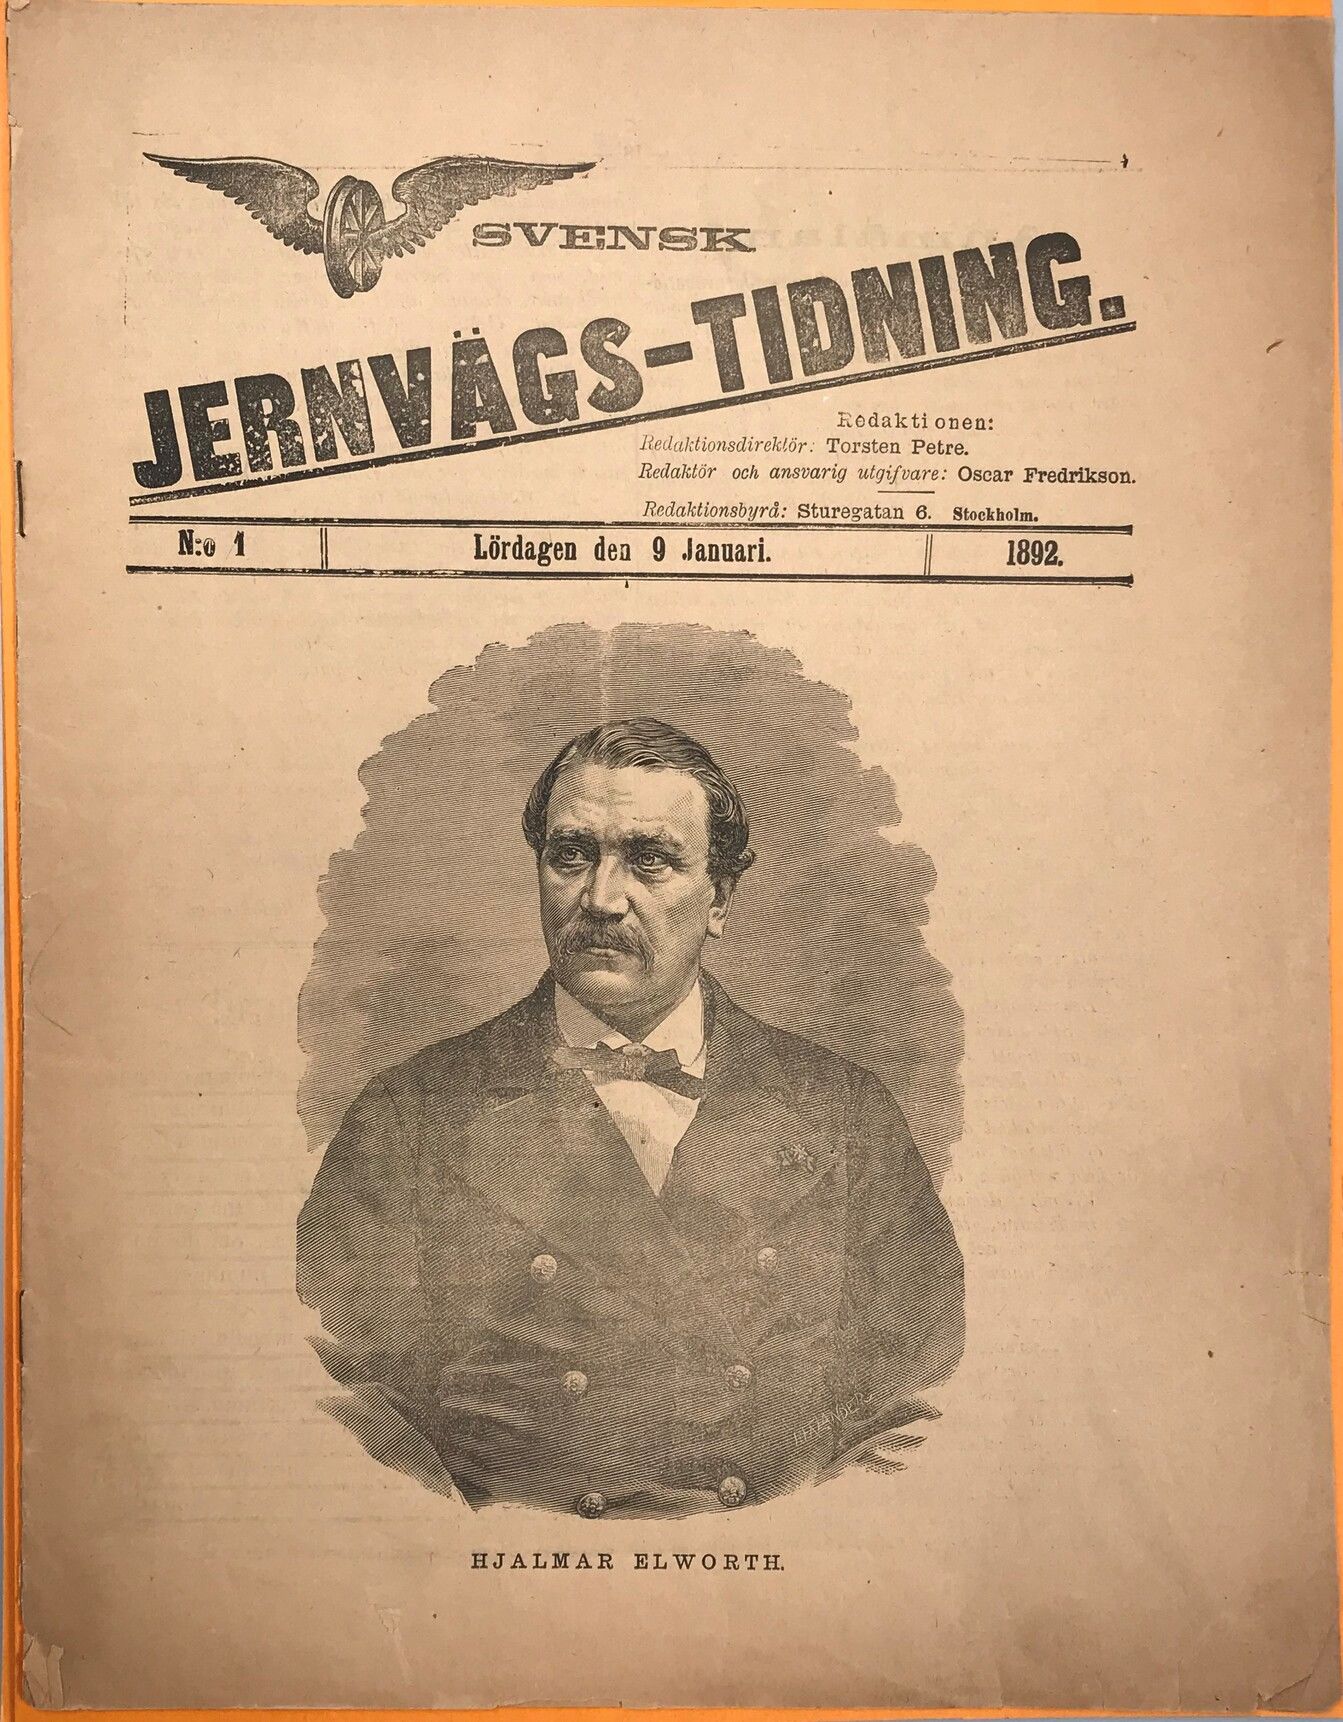 SVENSK
JERNVÄGS-TIDNING.
Redaktionen:
Redaktionsdirektör: Torsten Petre.
Redaktör och ansvarig utgifvare: Oscar Fredrikson.
Redaktionsbyrå: Sturegatan 6. Stockholm.
N:o 1 Lördagen den 9 Januari. 1892.
HJALMAR ELWORTH.